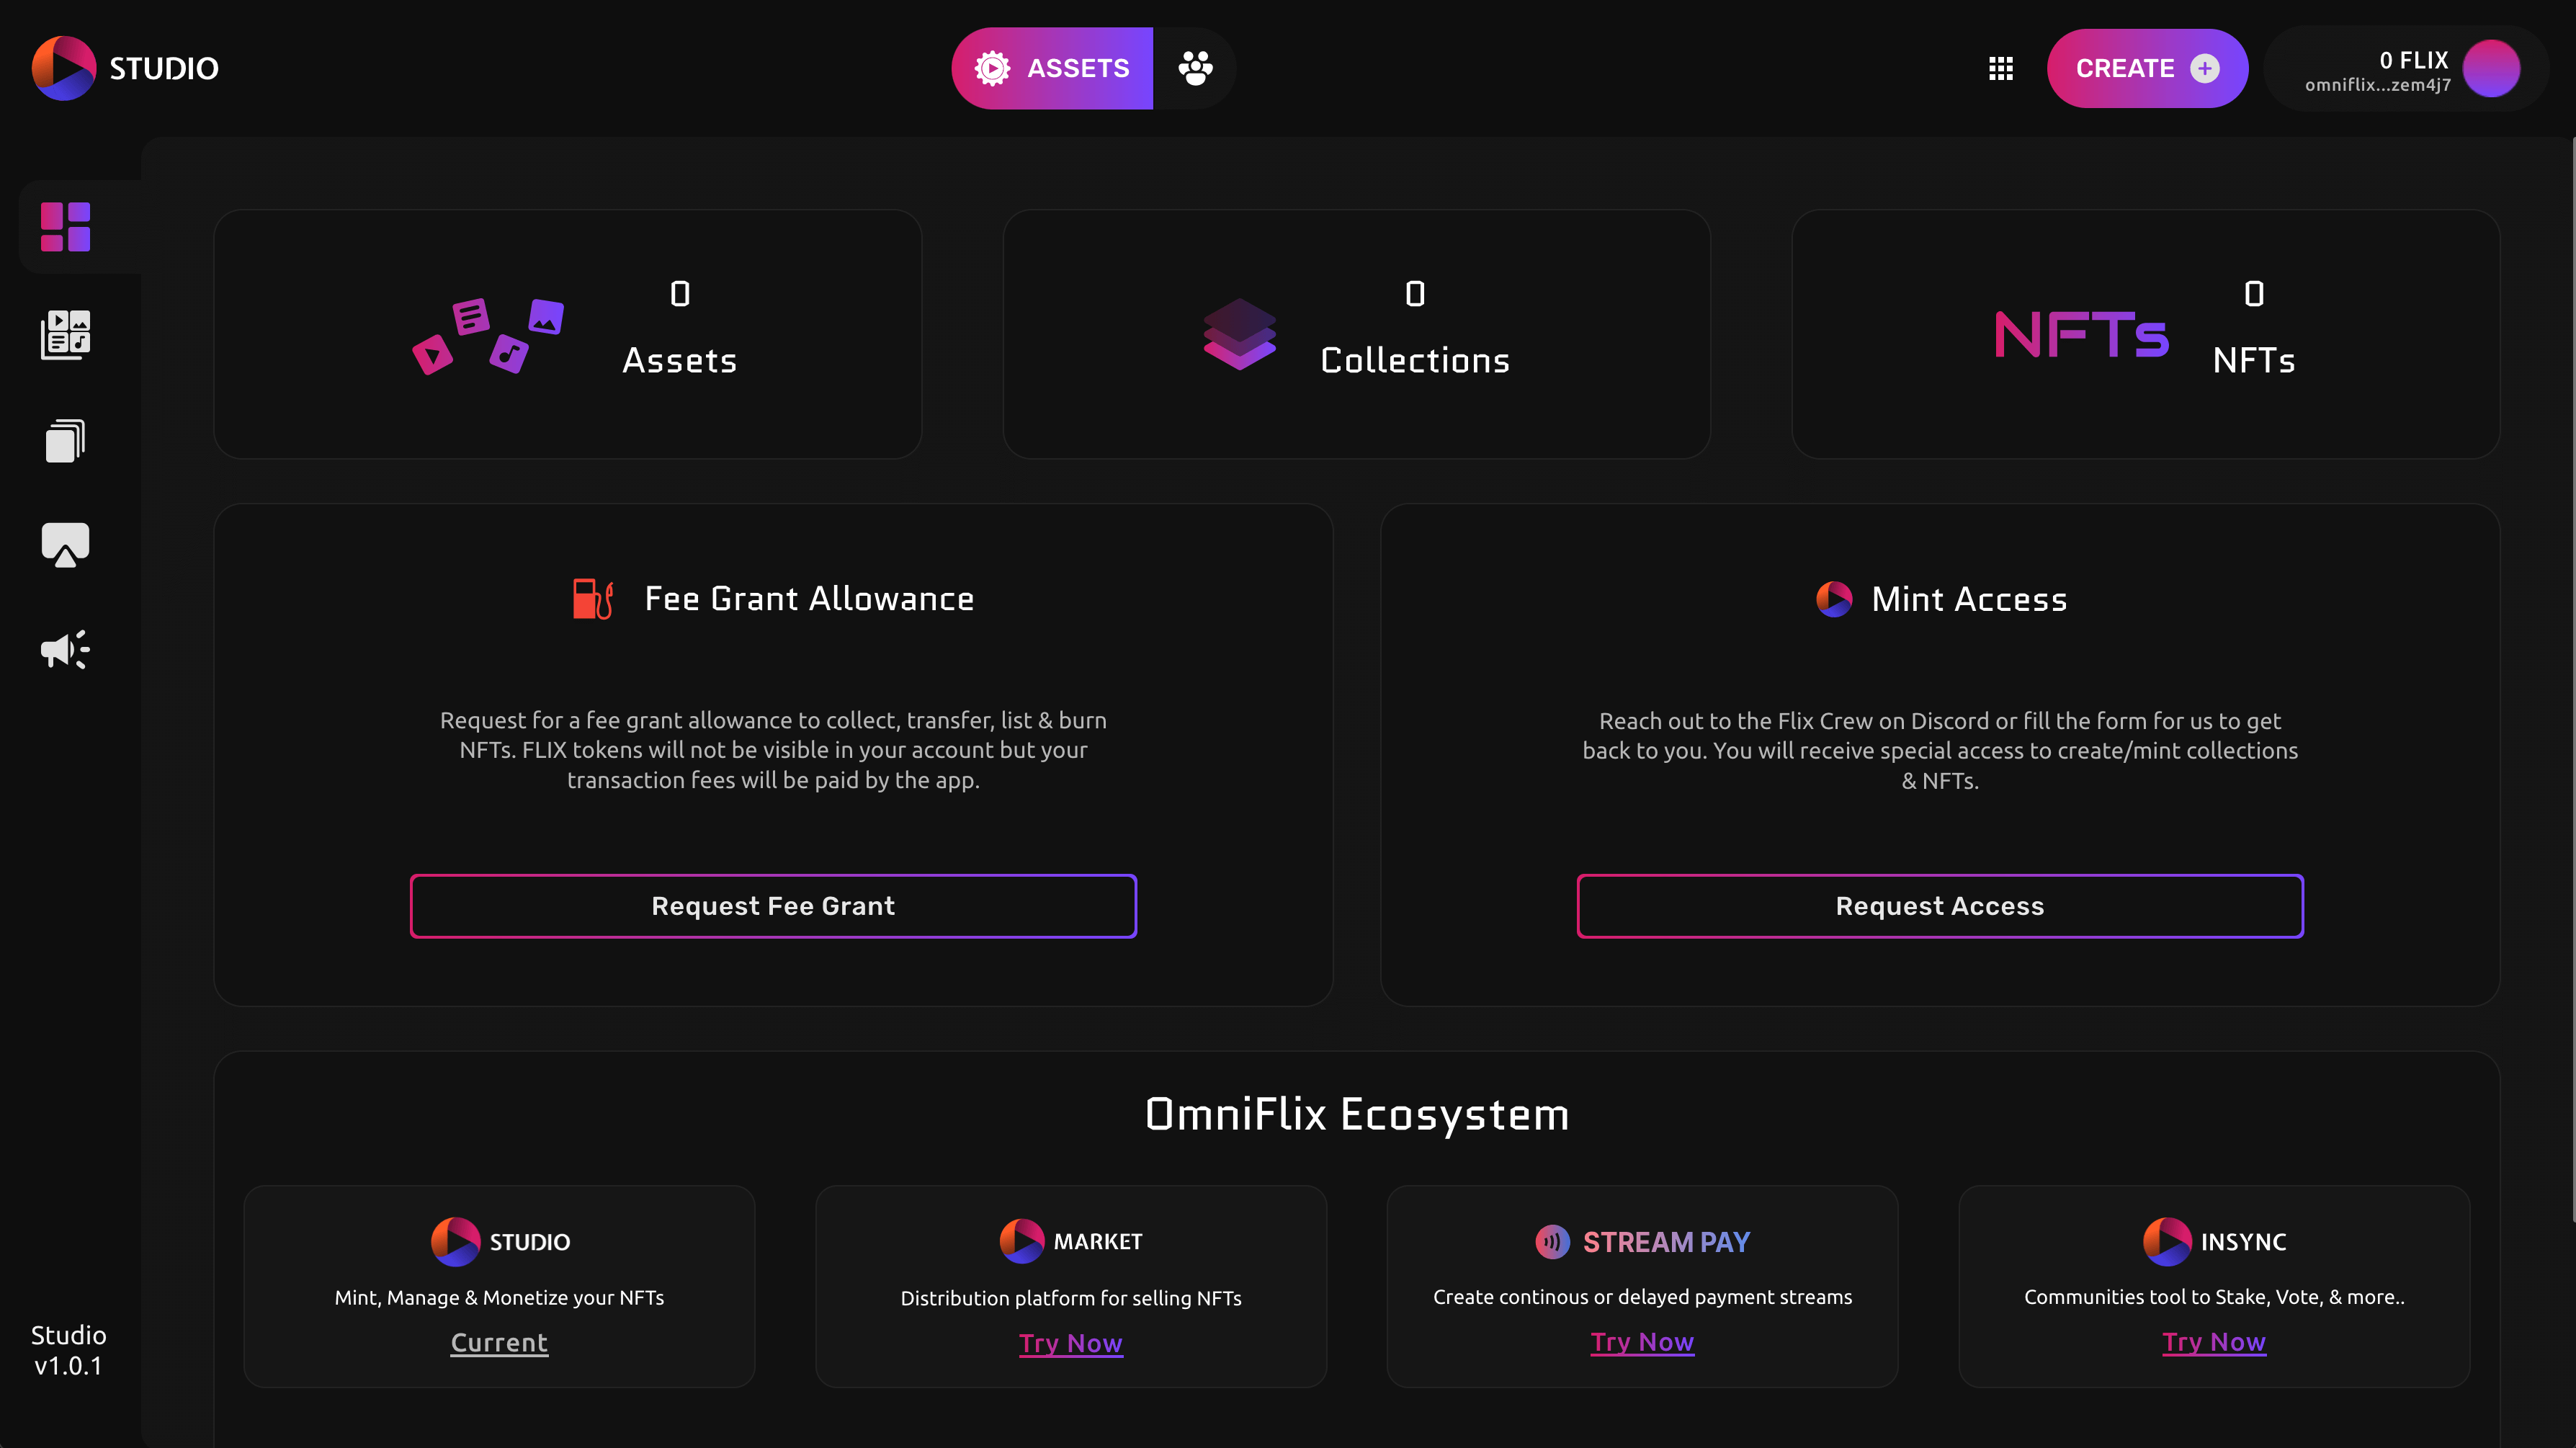 STUDIO
ASSETS
CREATE
0 FLIX
omniflix...zem4j7
0
Assets
0
Collections
NFTs
0
NFTs
Fee Grant Allowance
Request for a fee grant allowance to collect, transfer, list & burn
NFTs. FLIX tokens will not be visible in your account but your
transaction fees will be paid by the app.
Request Fee Grant
Mint Access
Reach out to the Flix Crew on Discord or fill the form for us to get
back to you. You will receive special access to create/mint collections
& NFTs.
Request Access
OmniFlix Ecosystem
STUDIO
Mint, Manage & Monetize your NFTs
Current
MARKET
Distribution platform for selling NFTs
Try Now
STREAM PAY
Create continous or delayed payment streams
Try Now
INSYNC
Communities tool to Stake, Vote, & more..
Try Now
Studio
v1.0.1